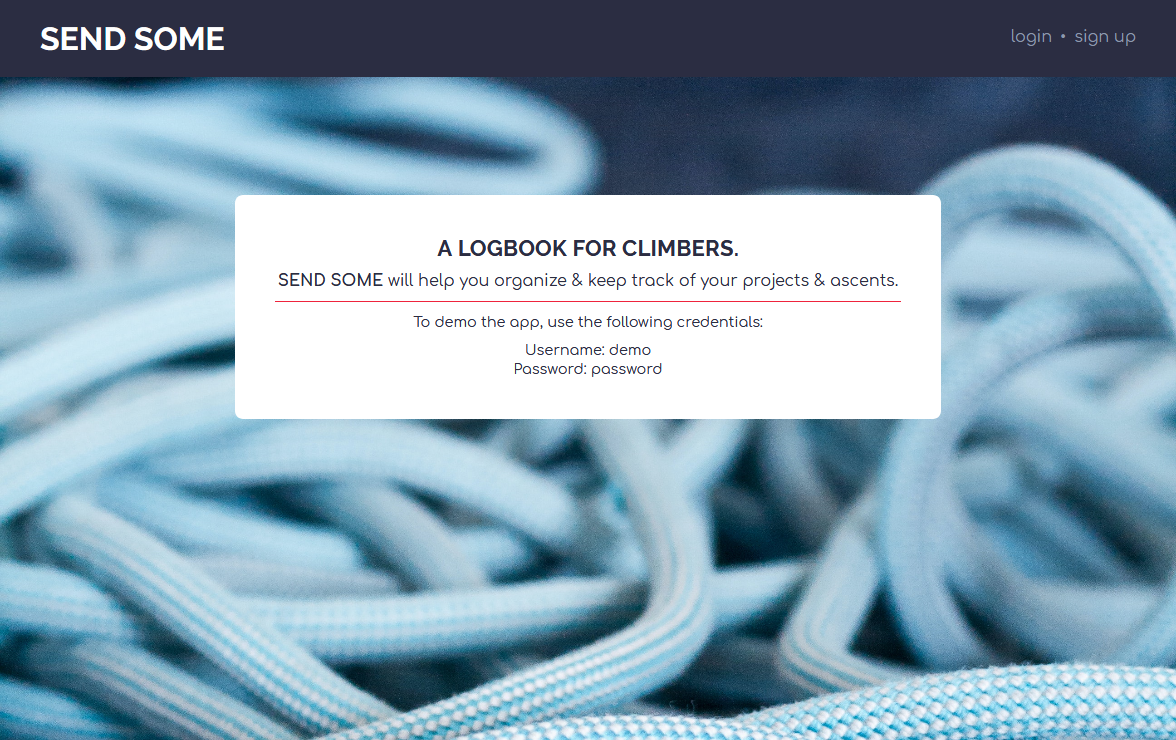 SEND SOME
login • sign up
A LOGBOOK FOR CLIMBERS.
SEND SOME will help you organize & keep track of your projects & ascents.
To demo the app, use the following credentials:
Username: demo
Password: password